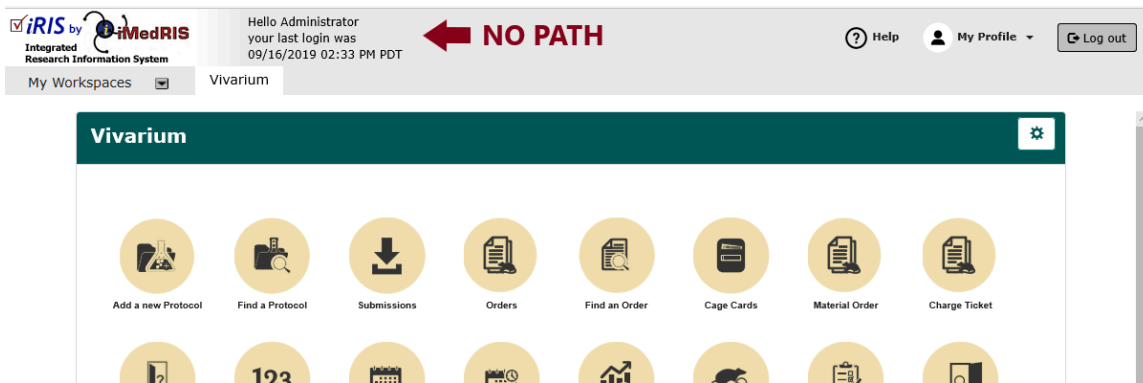 iRIS by iMedRIS
Integrated
Research Information System
Hello Administrator
your last login was
09/16/2019 02:33 PM PDT
NO PATH
? Help
My Profile
Log out
My Workspaces
Vivarium
Vivarium
Add a new Protocol
Find a Protocol
Submissions
Orders
Find an Order
Cage Cards
Material Order
Charge Ticket
?
123